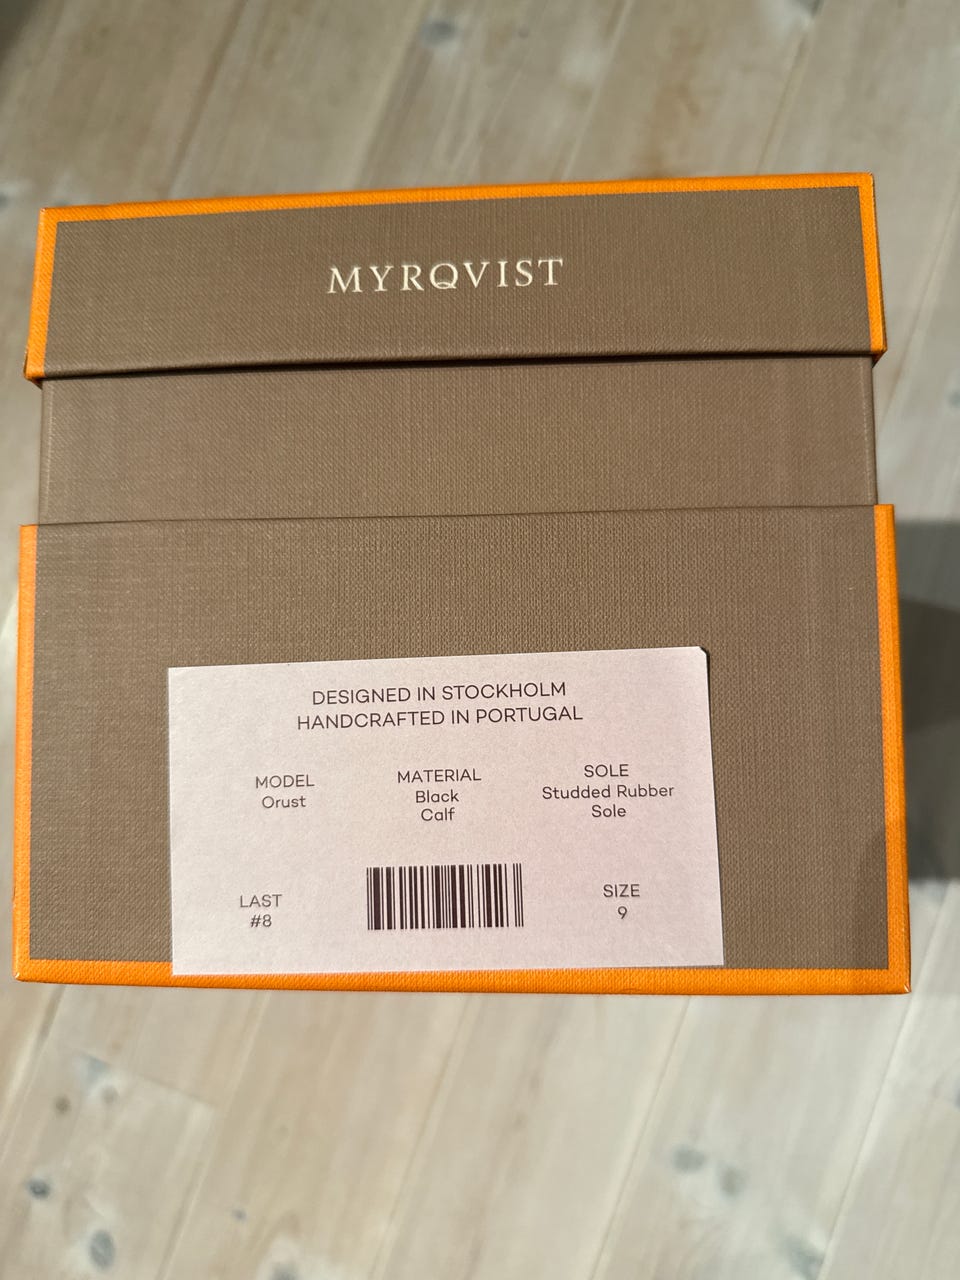 MYRQVIST
DESIGNED IN STOCKHOLM
HANDCRAFTED IN PORTUGAL
MODEL
Orust
MATERIAL
Black
Calf
SOLE
Studded Rubber
Sole
LAST
#8
SIZE
9